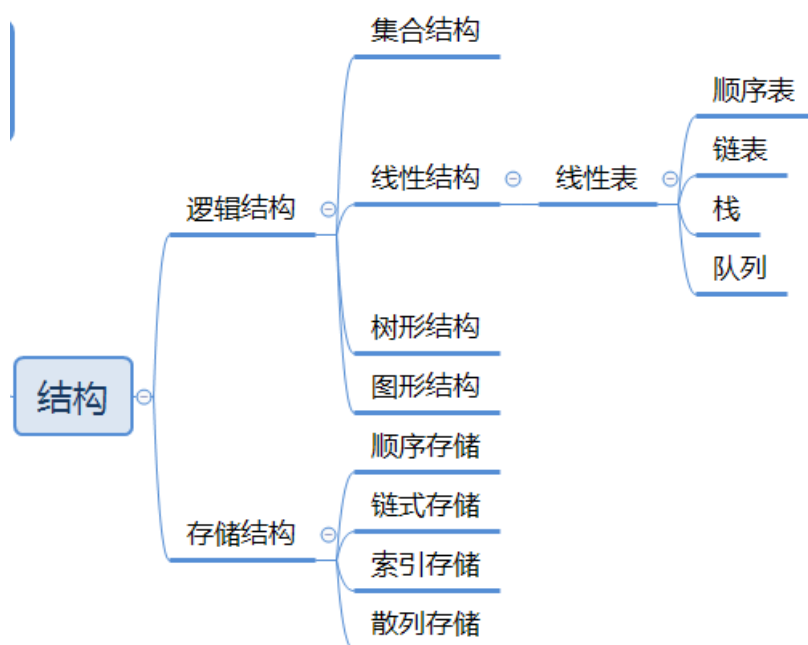 结构
逻辑结构
集合结构
线性结构
线性表
顺序表
链表
栈
队列
树形结构
图形结构
存储结构
顺序存储
链式存储
索引存储
散列存储